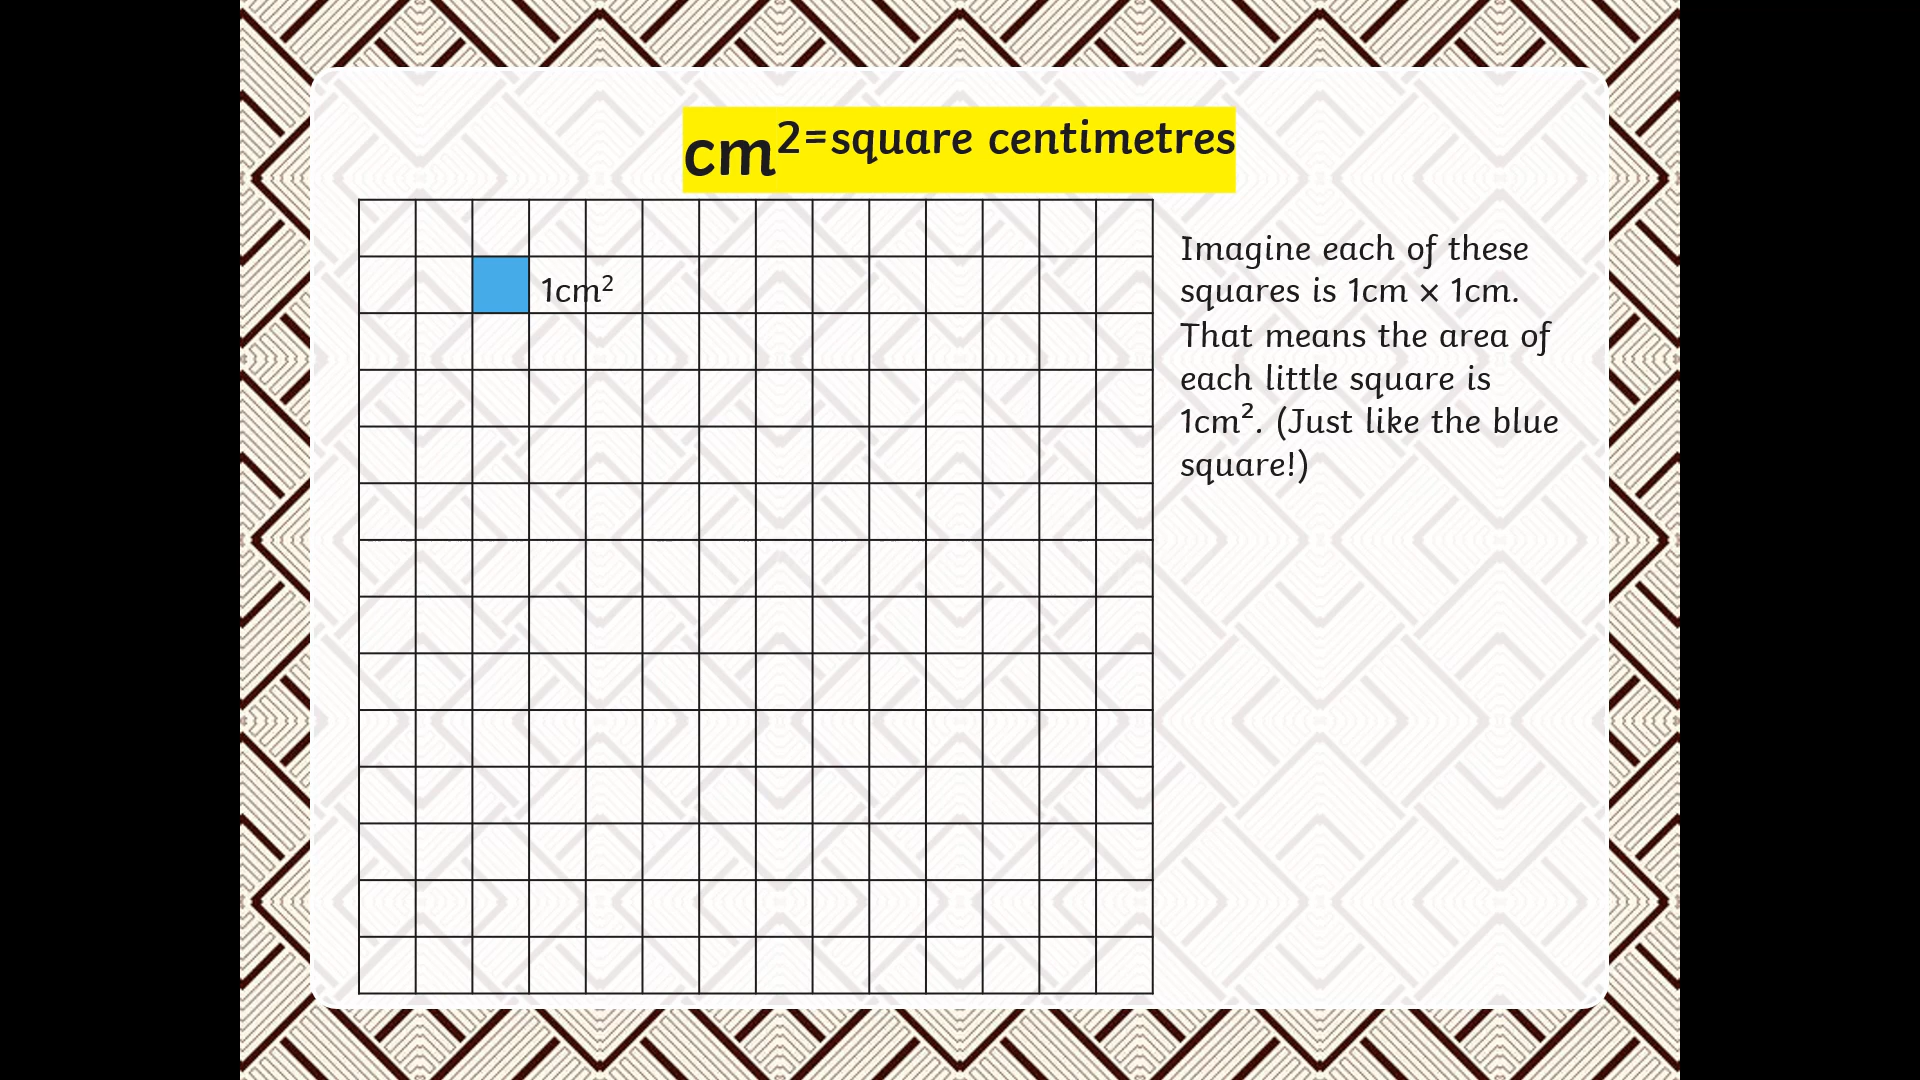 cm²=square centimetres
1cm²
Imagine each of these
squares is 1cm × 1cm.
That means the area of
each little square is
1cm². (Just like the blue
square!)